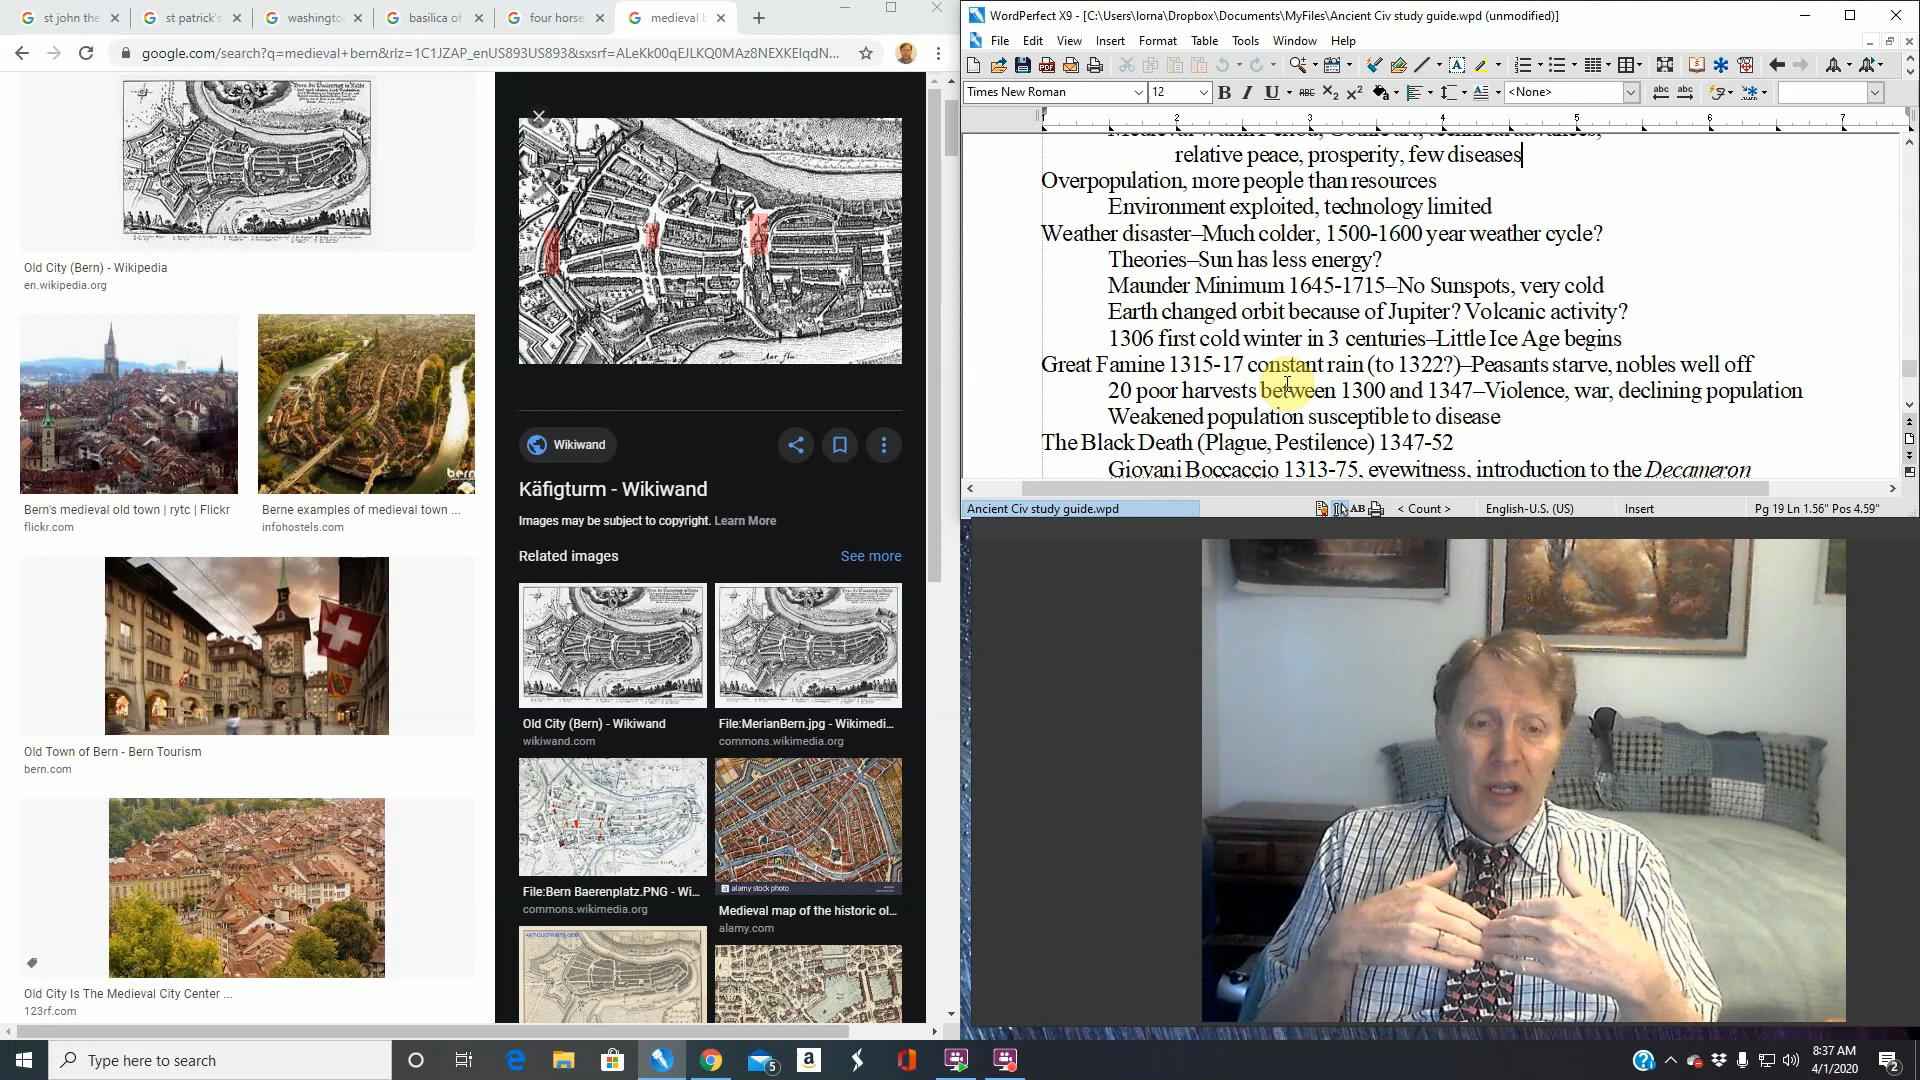 st john the
st patrick's
washingto
basilica of
four horse
medieval b
google.com/search?q=medieval+bern&rlz=1C1JZAP_enUS893US893&sxsrf=ALeKk00qEJLKQ0MAz8NEXKEIqdN...
Old City (Bern) - Wikipedia
en.wikipedia.org
Bern's medieval old town | rytc | Flickr
flickr.com
Berne examples of medieval town ...
infohostels.com
Old Town of Bern - Bern Tourism
bern.com
Old City Is The Medieval City Center ...
123rf.com
Wikiwand
Käfigturm - Wikiwand
Images may be subject to copyright. Learn More
Related images
See more
Old City (Bern) - Wikiwand
wikiwand.com
File:MerianBern.jpg - Wikimedi...
commons.wikimedia.org
File:Bern Baerenplatz.PNG - Wi...
commons.wikimedia.org
a alamy stock photo
Medieval map of the historic ol...
alamy.com
WordPerfect X9 - [C:\Users\lorna\Dropbox\Documents\MyFiles\Ancient Civ study guide.wpd (unmodified)]
File Edit View Insert Format Table Tools Window Help
Times New Roman 12 <None>
2 3 4 5 6 7
relative peace, prosperity, few diseases
Overpopulation, more people than resources
Environment exploited, technology limited
Weather disaster–Much colder, 1500-1600 year weather cycle?
Theories–Sun has less energy?
Maunder Minimum 1645-1715–No Sunspots, very cold
Earth changed orbit because of Jupiter? Volcanic activity?
1306 first cold winter in 3 centuries–Little Ice Age begins
Great Famine 1315-17 constant rain (to 1322?)–Peasants starve, nobles well off
20 poor harvests between 1300 and 1347–Violence, war, declining population
Weakened population susceptible to disease
The Black Death (Plague, Pestilence) 1347-52
Giovani Boccaccio 1313-75, eyewitness, introduction to the Decameron
Ancient Civ study guide.wpd
< Count >
English-U.S. (US)
Insert
Pg 19 Ln 1.56" Pos 4.59"
Type here to search
8:37 AM
4/1/2020